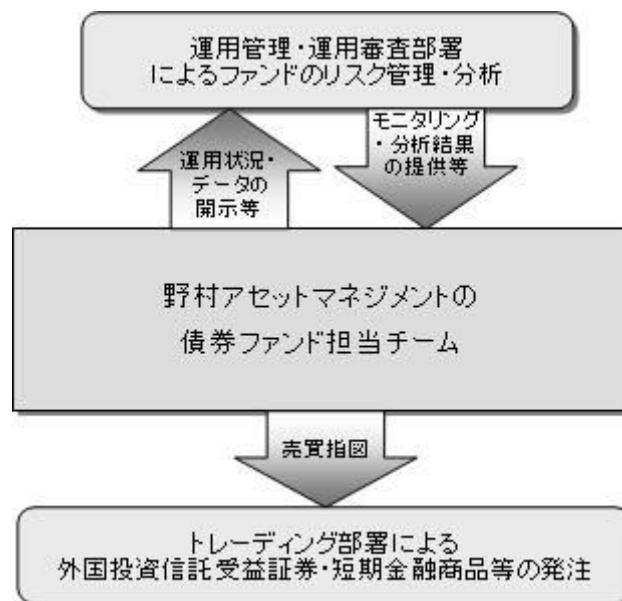 運用管理・運用審査部署
によるファンドのリスク管理・分析
運用状況・
データの
開示等
モニタリング
・分析結果
の提供等
野村アセットマネジメントの
債券ファンド担当チーム
売買指図
トレーディング部署による
外国投資信託受益証券・短期金融商品等の発注